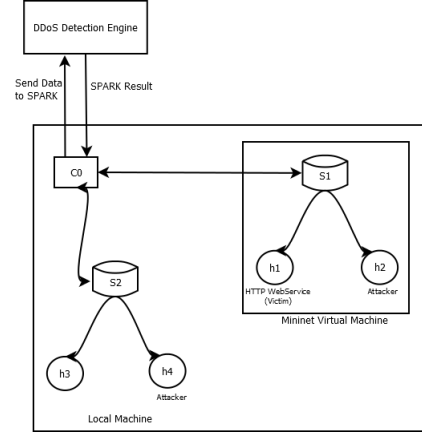 DDoS Detection Engine
Send Data
to SPARK
SPARK Result
C0
S1
h1
h2
HTTP WebService
(Victim)
Attacker
Mininet Virtual Machine
S2
h3
h4
Attacker
Local Machine